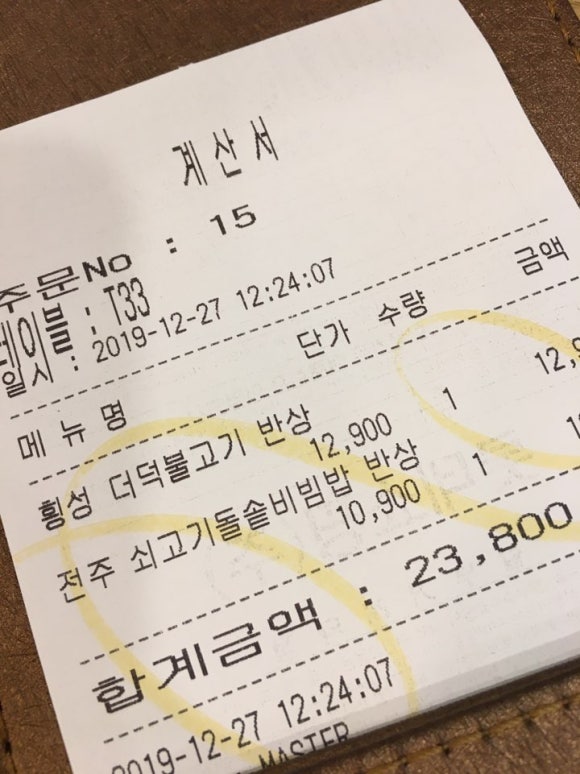 계산서
주문No : 15
테이블 : T33
일시 : 2019-12-27 12:24:07
메뉴명 단가 수량 금액
횡성 더덕불고기 반상
12,900 1
전주 쇠고기돌솥비빔밥 반상
10,900 1
합계금액 : 23,800
2019-12-27 12:24:07
MASTER